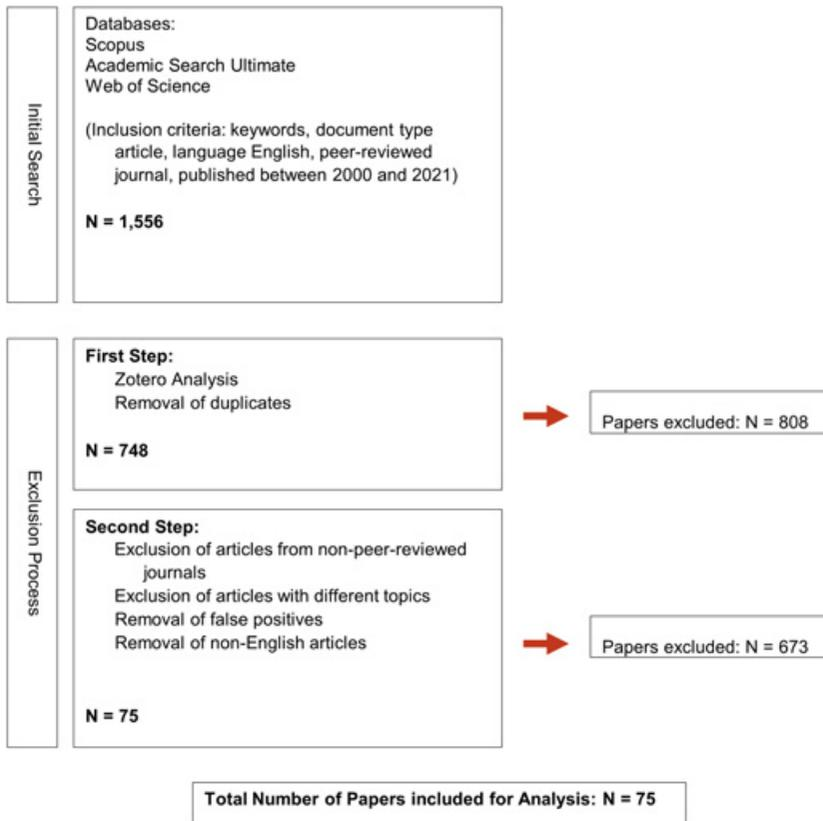 Initial Search
Databases:
Scopus
Academic Search Ultimate
Web of Science
(Inclusion criteria: keywords, document type
article, language English, peer-reviewed
journal, published between 2000 and 2021)
N = 1,556
Exclusion Process
First Step:
Zotero Analysis
Removal of duplicates
N = 748
Papers excluded: N = 808
Second Step:
Exclusion of articles from non-peer-reviewed
journals
Exclusion of articles with different topics
Removal of false positives
Removal of non-English articles
N = 75
Papers excluded: N = 673
Total Number of Papers included for Analysis: N = 75